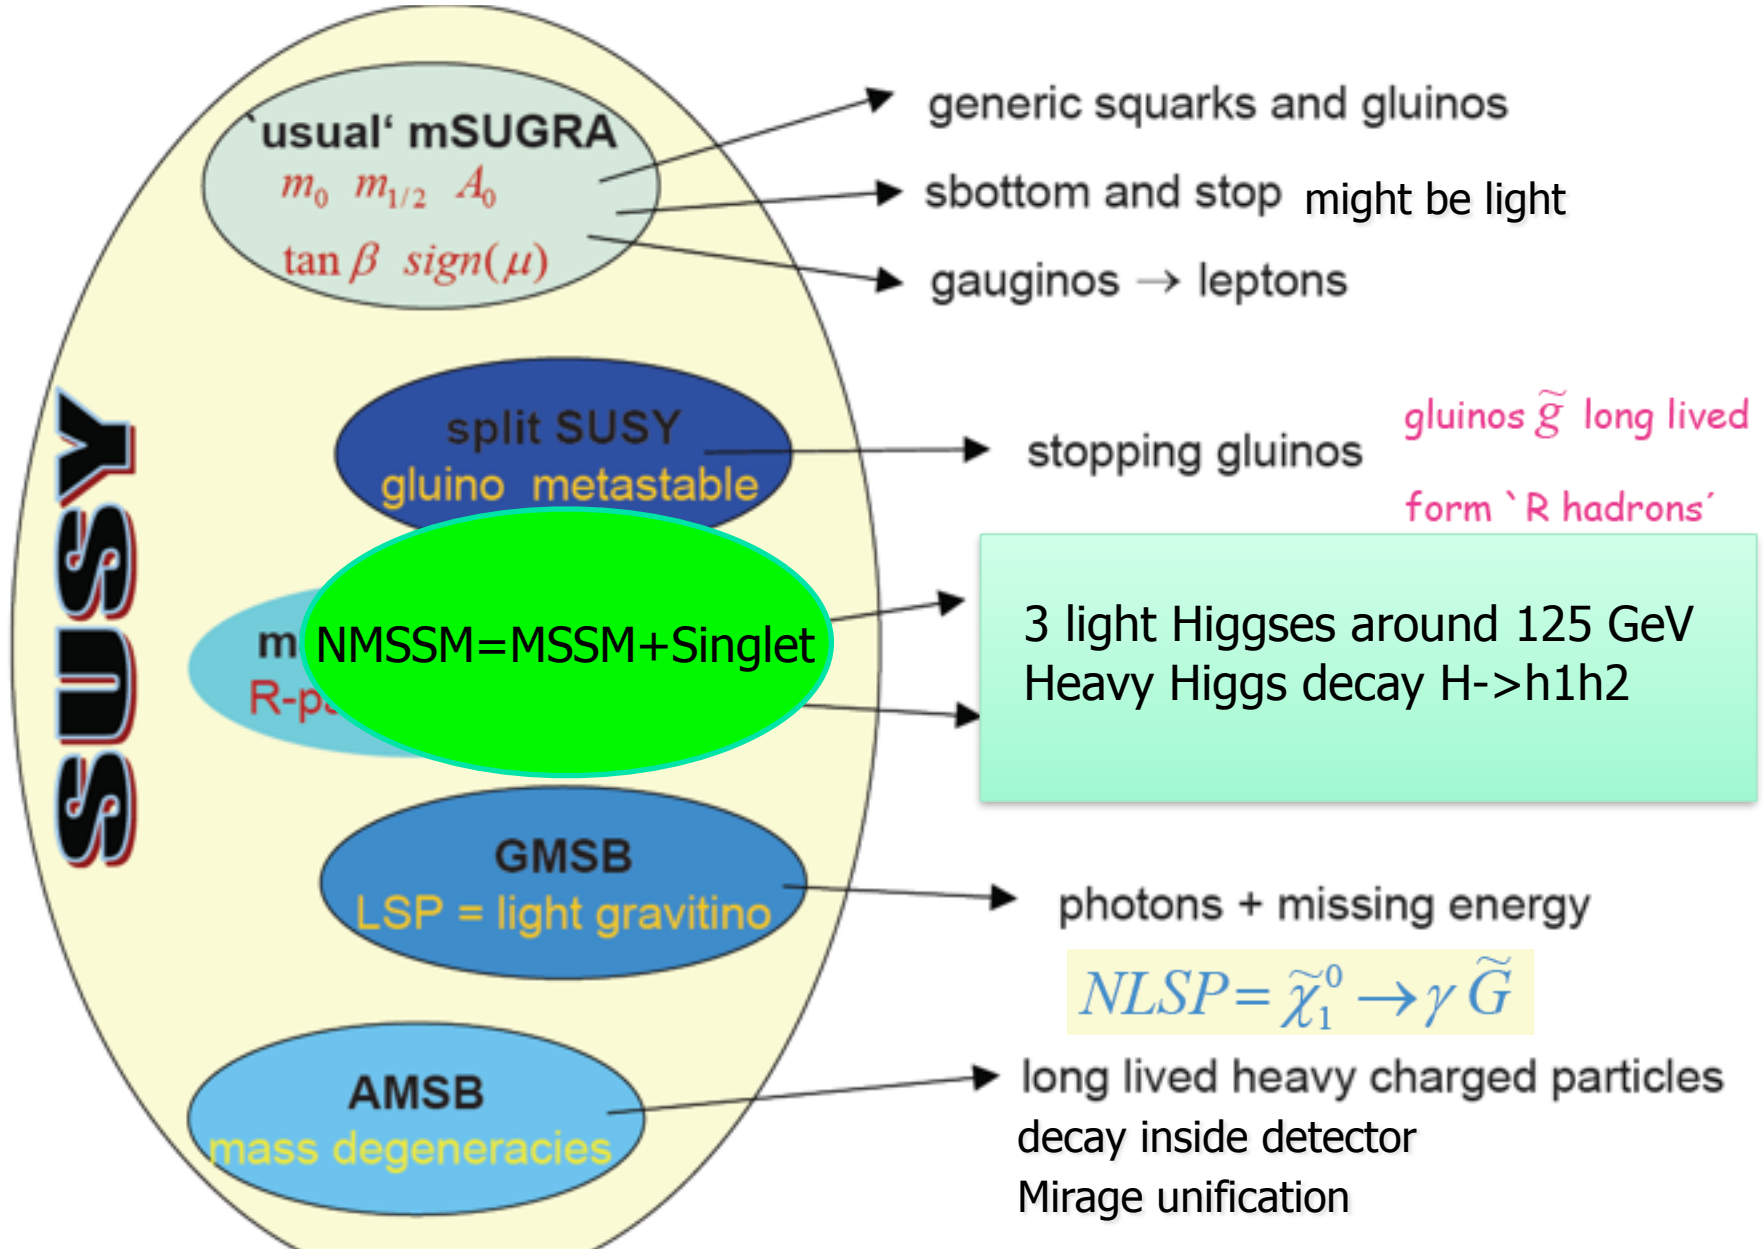 SUSY
`usual‘ mSUGRA
m₀ m₁/₂ A₀
tan β sign(μ)
generic squarks and gluinos
sbottom and stop might be light
gauginos → leptons
split SUSY
gluino metastable
stopping gluinos
gluinos g̃ long lived
form `R hadrons´
NMSSM=MSSM+Singlet
3 light Higgses around 125 GeV
Heavy Higgs decay H->h1h2
GMSB
LSP = light gravitino
photons + missing energy
NLSP = χ̃₁⁰ → γ G̃
AMSB
mass degeneracies
long lived heavy charged particles
decay inside detector
Mirage unification